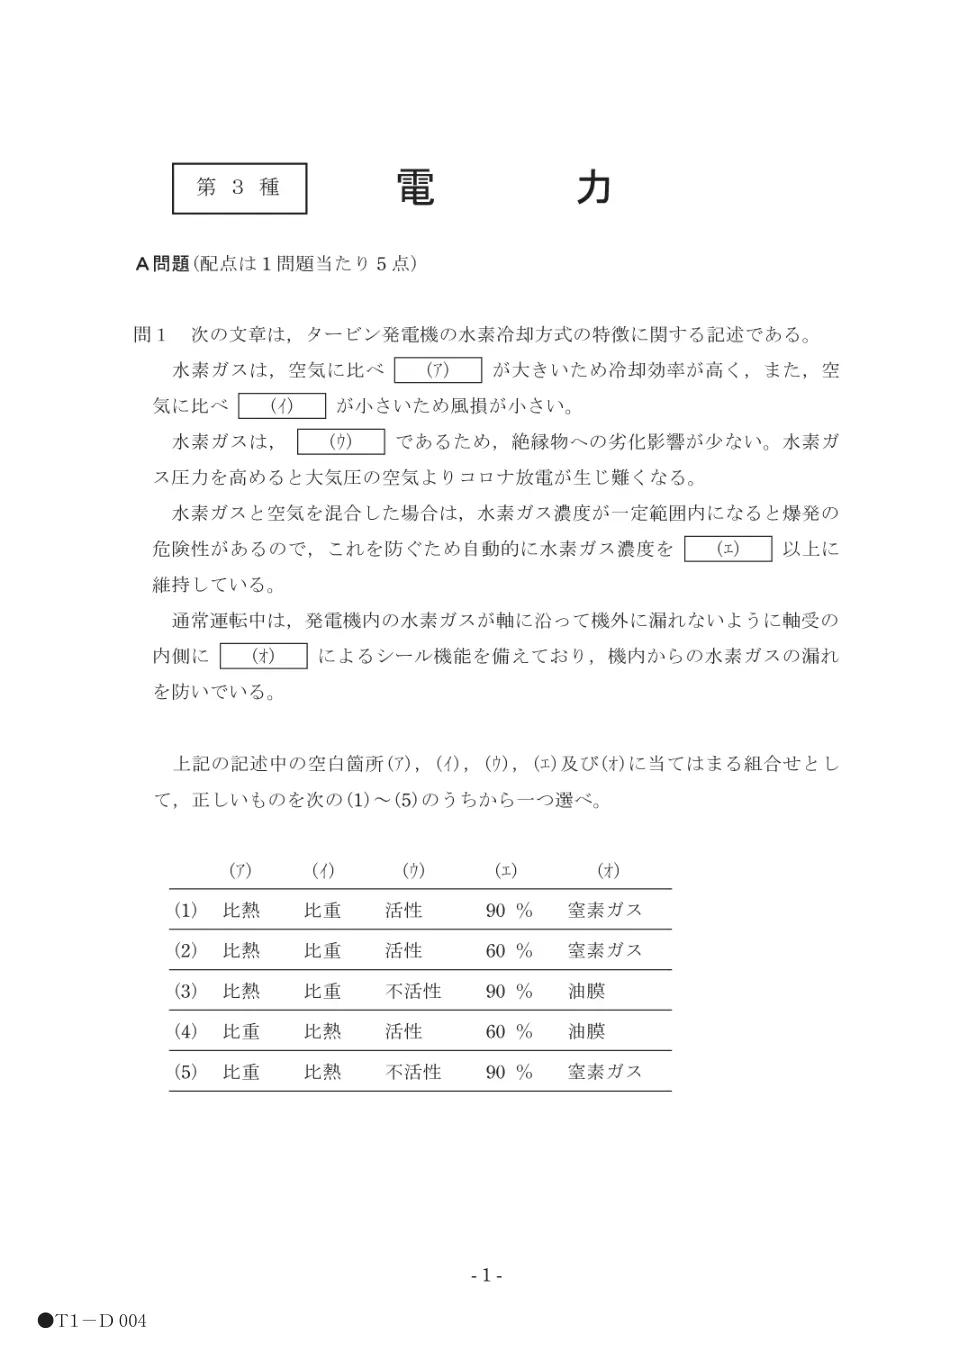 第 3 種
電 力
A問題(配点は1問題当たり5点)
問1 次の文章は，タービン発電機の水素冷却方式の特徴に関する記述である。
水素ガスは，空気に比べ (ア) が大きいため冷却効率が高く，また，空
気に比べ (イ) が小さいため風損が小さい。
水素ガスは， (ウ) であるため，絶縁物への劣化影響が少ない。水素ガ
ス圧力を高めると大気圧の空気よりコロナ放電が生じ難くなる。
水素ガスと空気を混合した場合は，水素ガス濃度が一定範囲内になると爆発の
危険性があるので，これを防ぐため自動的に水素ガス濃度を (エ) 以上に
維持している。
通常運転中は，発電機内の水素ガスが軸に沿って機外に漏れないように軸受の
内側に (オ) によるシール機能を備えており，機内からの水素ガスの漏れ
を防いでいる。
上記の記述中の空白箇所(ア)，(イ)，(ウ)，(エ)及び(オ)に当てはまる組合せとし
て，正しいものを次の(1)～(5)のうちから一つ選べ。
(ア) (イ) (ウ) (エ) (オ)
(1) 比熱 比重 活性 90 % 窒素ガス
(2) 比熱 比重 活性 60 % 窒素ガス
(3) 比熱 比重 不活性 90 % 油膜
(4) 比重 比熱 活性 60 % 油膜
(5) 比重 比熱 不活性 90 % 窒素ガス
- 1 -
●T1－D 004